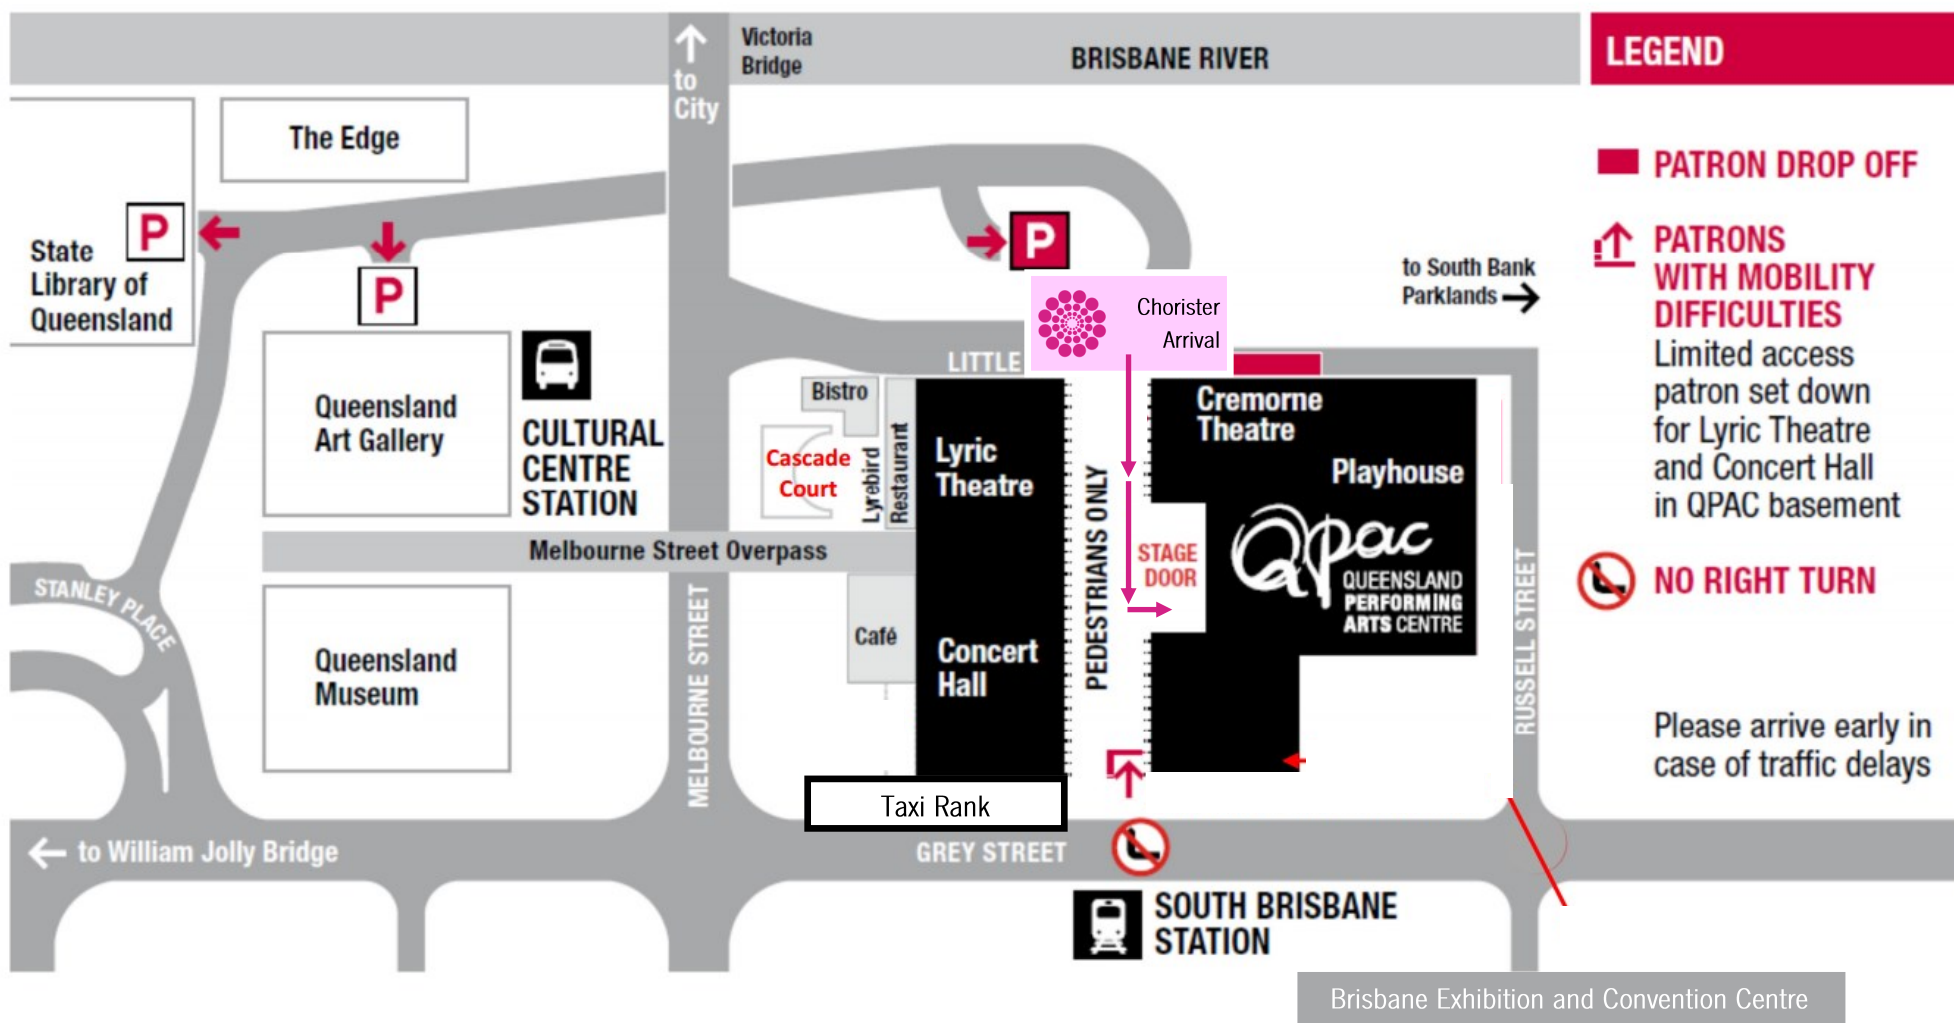 Victoria
Bridge
BRISBANE RIVER
LEGEND
to
City
The Edge
P
State
Library of
Queensland
P
P
to South Bank
Parklands
PATRON DROP OFF
PATRONS
WITH MOBILITY
DIFFICULTIES
Limited access
patron set down
for Lyric Theatre
and Concert Hall
in QPAC basement
NO RIGHT TURN
Please arrive early in
case of traffic delays
Chorister
Arrival
LITTLE
Queensland
Art Gallery
CULTURAL
CENTRE
STATION
Bistro
Cascade
Court
Lyrebird
Restaurant
Lyric
Theatre
PEDESTRIANS ONLY
Cremorne
Theatre
Playhouse
STAGE
DOOR
Qpac
QUEENSLAND
PERFORMING
ARTS CENTRE
Melbourne Street Overpass
STANLEY PLACE
Queensland
Museum
MELBOURNE STREET
Café
Concert
Hall
RUSSELL STREET
Taxi Rank
to William Jolly Bridge
GREY STREET
SOUTH BRISBANE
STATION
Brisbane Exhibition and Convention Centre